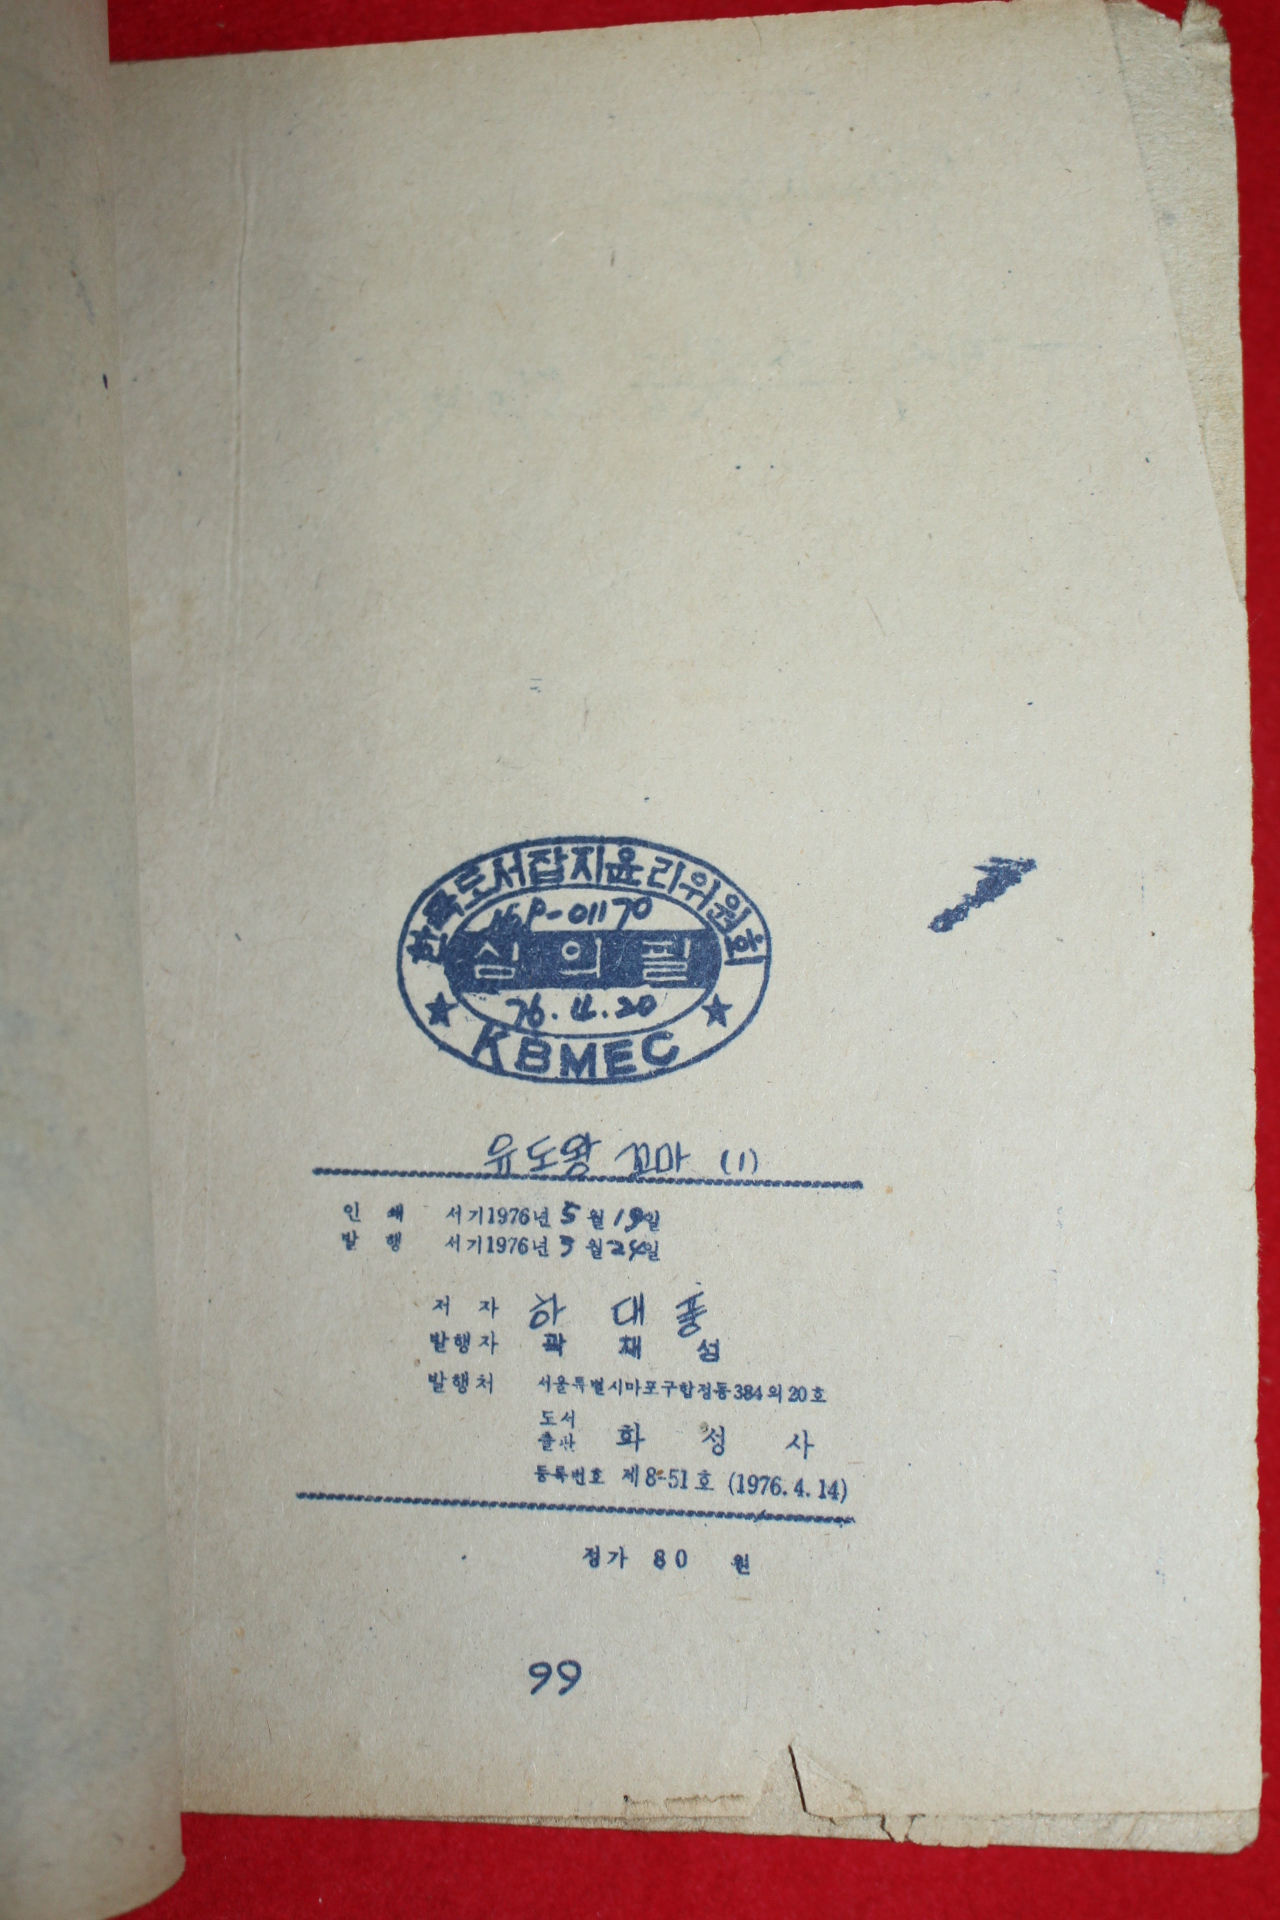 한국도서잡지윤리위원회
심의필
76.4.20
KBMEC
유도왕 꼬마 (1)
인 쇄 서기1976년 5월 19일
발 행 서기1976년 5월 24일
저 자 하 대 풍
발행자 곽 재 성
발행처 서울특별시마포구합정동384의20호
도서
출판 화 성 사
등록번호 제8-51호 (1976.4.14)
정가 80 원
99